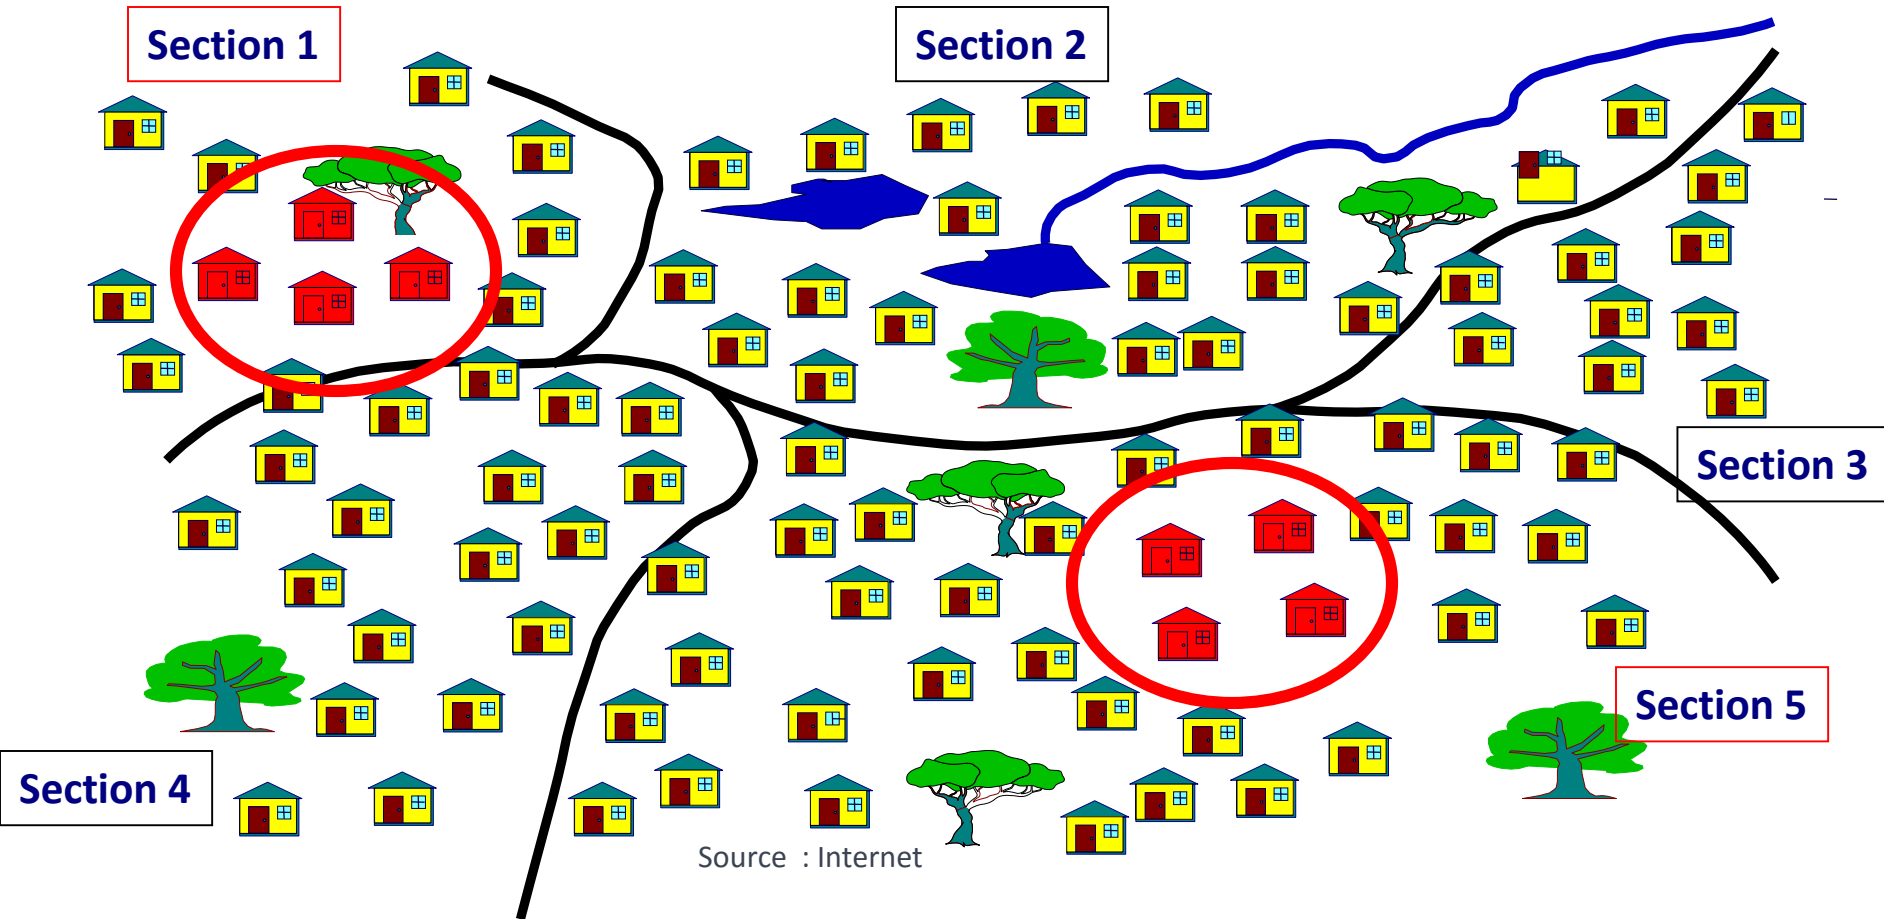 Section 1
Section 2
Section 3
Section 5
Section 4
Source : Internet